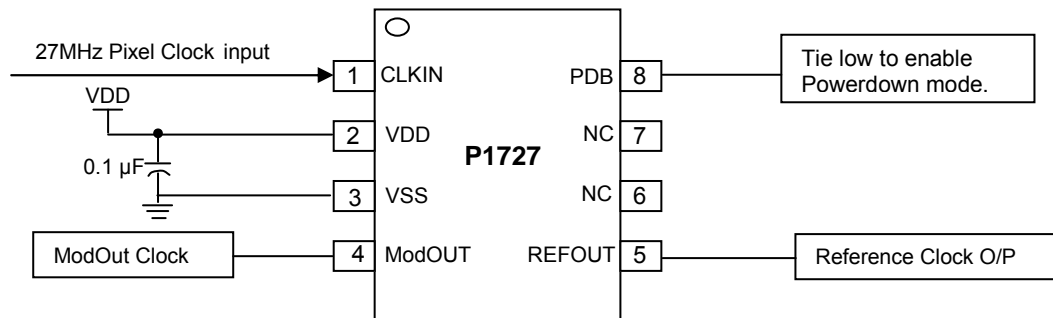 27MHz Pixel Clock input
VDD
0.1 µF
ModOut Clock
1 CLKIN
2 VDD
3 VSS
4 ModOUT
P1727
PDB 8
NC 7
NC 6
REFOUT 5
Tie low to enable
Powerdown mode.
Reference Clock O/P